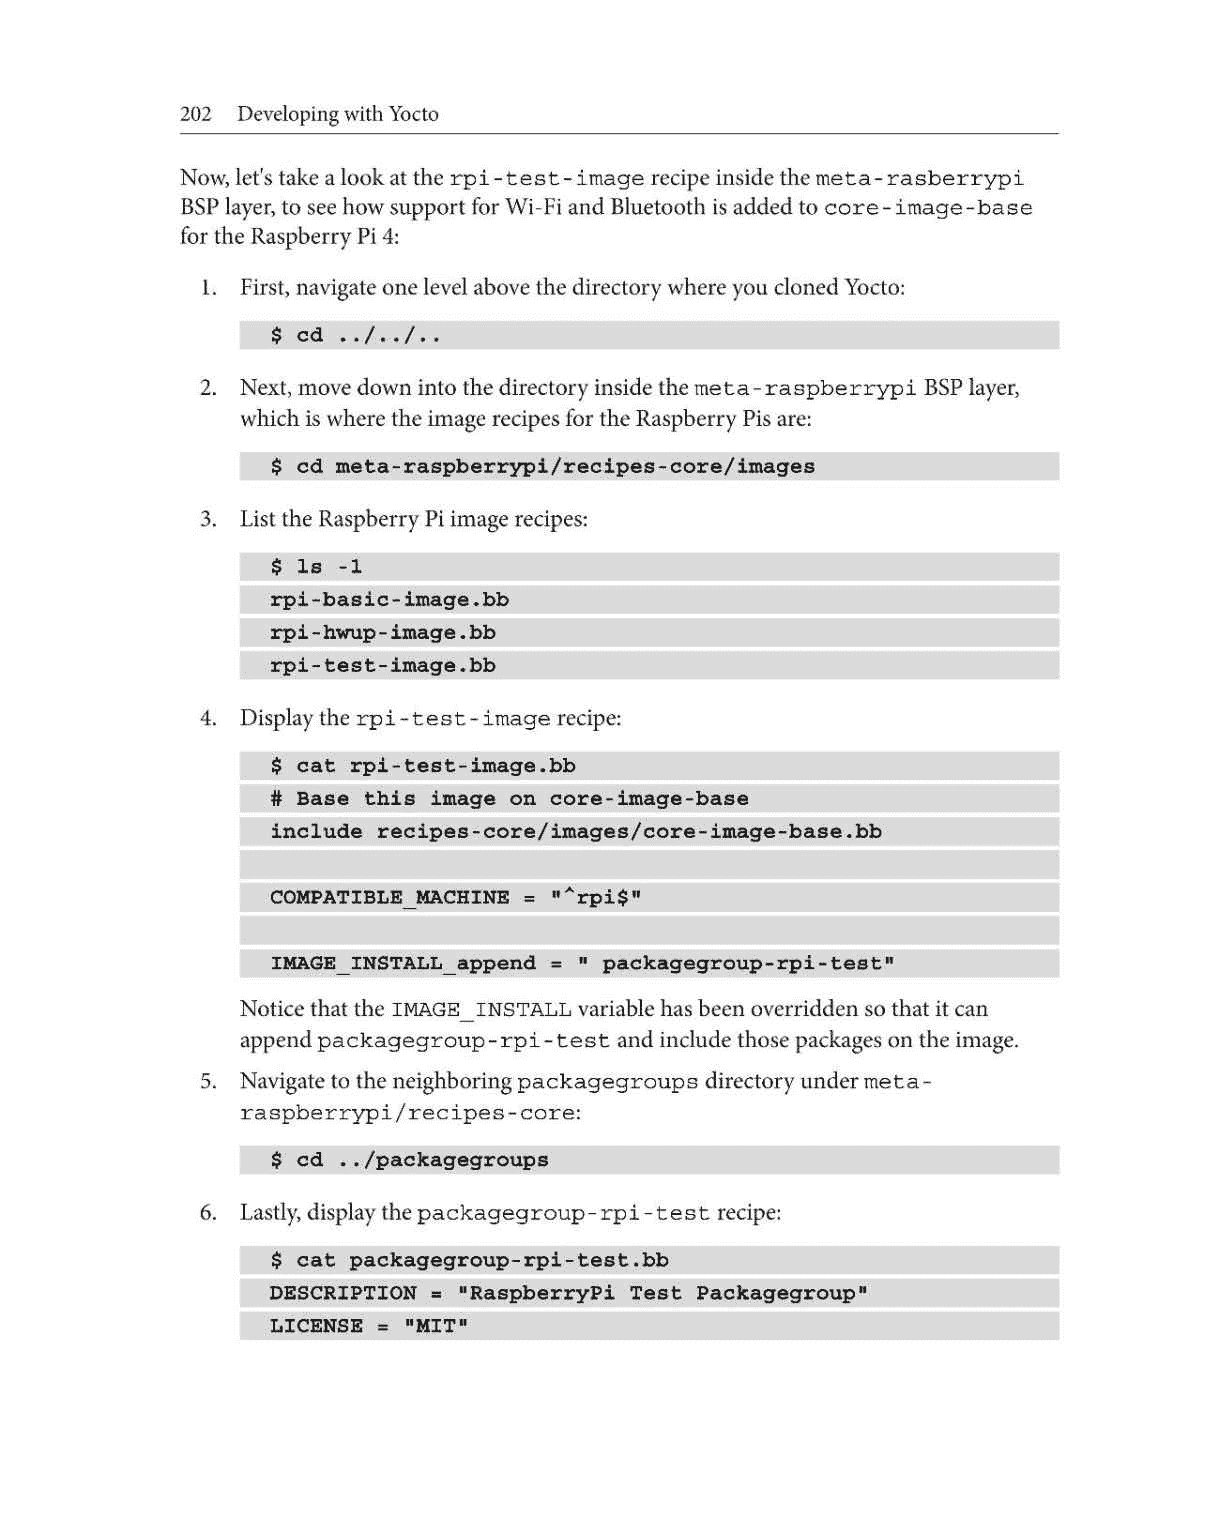 202 Developing with Yocto
Now, let's take a look at the rpi-test-image recipe inside the meta-rasberrypi
BSP layer, to see how support for Wi-Fi and Bluetooth is added to core-image-base
for the Raspberry Pi 4:
1. First, navigate one level above the directory where you cloned Yocto:
$ cd ../../..
2. Next, move down into the directory inside the meta-raspberrypi BSP layer,
which is where the image recipes for the Raspberry Pis are:
$ cd meta-raspberrypi/recipes-core/images
3. List the Raspberry Pi image recipes:
$ ls -1
rpi-basic-image.bb
rpi-hwup-image.bb
rpi-test-image.bb
4. Display the rpi-test-image recipe:
$ cat rpi-test-image.bb
# Base this image on core-image-base
include recipes-core/images/core-image-base.bb
COMPATIBLE_MACHINE = "^rpi$"
IMAGE_INSTALL_append = " packagegroup-rpi-test"
Notice that the IMAGE_INSTALL variable has been overridden so that it can
append packagegroup-rpi-test and include those packages on the image.
5. Navigate to the neighboring packagegroups directory under meta-
raspberrypi/recipes-core:
$ cd ../packagegroups
6. Lastly, display the packagegroup-rpi-test recipe:
$ cat packagegroup-rpi-test.bb
DESCRIPTION = "RaspberryPi Test Packagegroup"
LICENSE = "MIT"